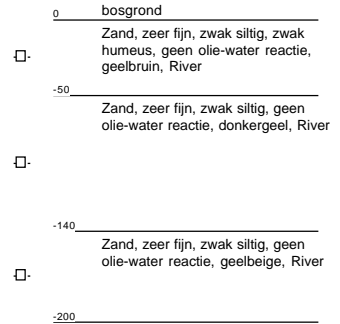 0 bosgrond
Zand, zeer fijn, zwak siltig, zwak
humeus, geen olie-water reactie,
geelbruin, River
-50
Zand, zeer fijn, zwak siltig, geen
olie-water reactie, donkergeel, River
-140
Zand, zeer fijn, zwak siltig, geen
olie-water reactie, geelbeige, River
-200